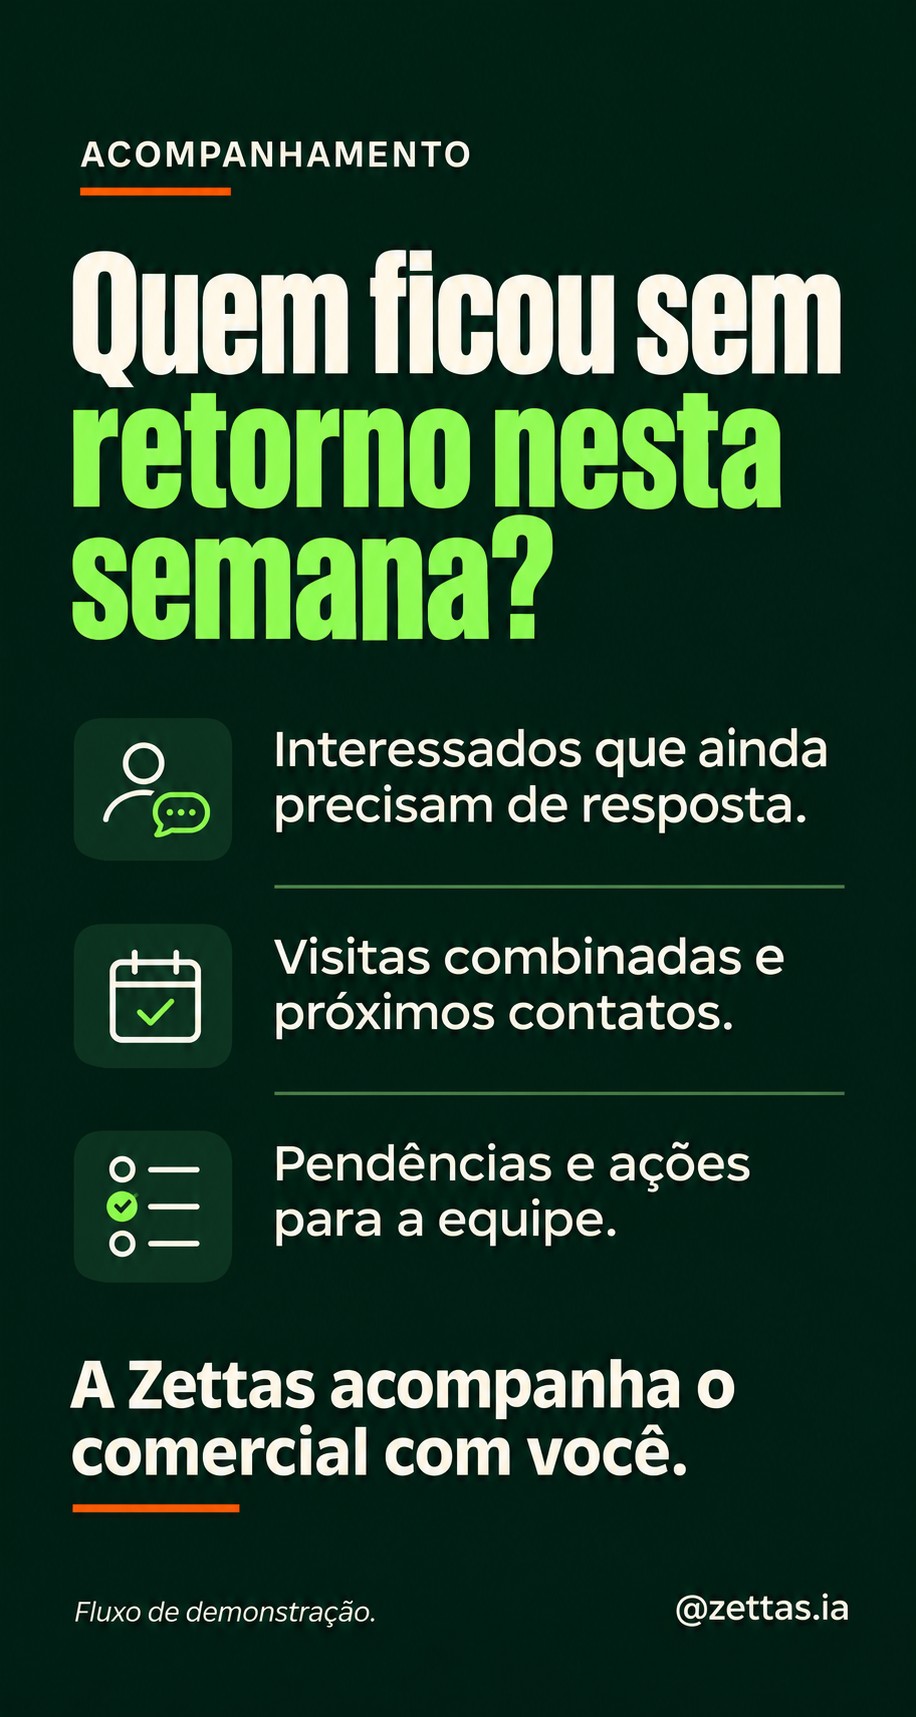 ACOMPANHAMENTO
Quem ficou sem
retorno nesta
semana?
Interessados que ainda
precisam de resposta.
Visitas combinadas e
próximos contatos.
Pendências e ações
para a equipe.
A Zettas acompanha o
comercial com você.
Fluxo de demonstração.
@zettas.ia